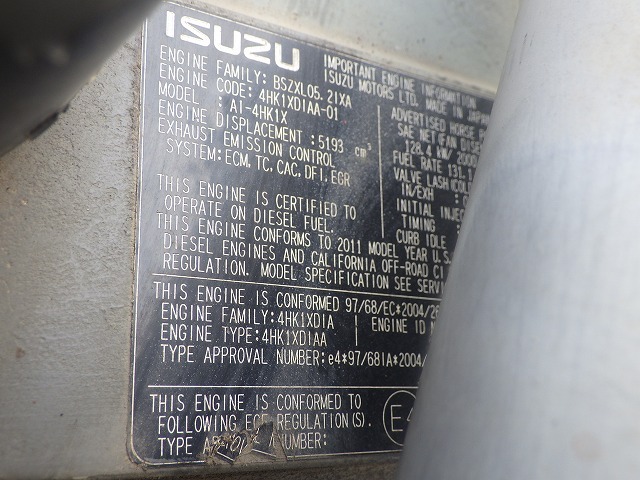 ISUZU
IMPORTANT ENGINE INFORMATION
ISUZU MOTORS LTD. MADE IN JAPAN
ENGINE FAMILY: BSZXL05.21XA
ENGINE CODE: 4HK1XDIAA-01
MODEL : AI-4HK1X
ENGINE DISPLACEMENT :5193 cm³
EXHAUST EMISSION CONTROL
SYSTEM: ECM, TC, CAC, DFI, EGR
ADVERTISED HORSE
SAE NET(FAN
128.4 kW/ 2000
FUEL RATE 131.1
VALVE LASH(COLD
IN/EXH :
INITIAL INJEC
TIMING :
CURB IDLE
THIS ENGINE IS CERTIFIED TO
OPERATE ON DIESEL FUEL.
THIS ENGINE CONFORMS TO 2011 MODEL YEAR U.S.
DIESEL ENGINES AND CALIFORNIA OFF-ROAD CI
REGULATION. MODEL SPECIFICATION SEE SERVI
THIS ENGINE IS CONFORMED 97/68/EC*2004/26
ENGINE FAMILY:4HK1XDIA
ENGINE ID N
ENGINE TYPE:4HK1XDIAA
TYPE APPROVAL NUMBER:e4*97/68IA*2004/
THIS ENGINE IS CONFORMED TO
FOLLOWING ECE REGULATION(S).
E4
TYPE NUMBER: